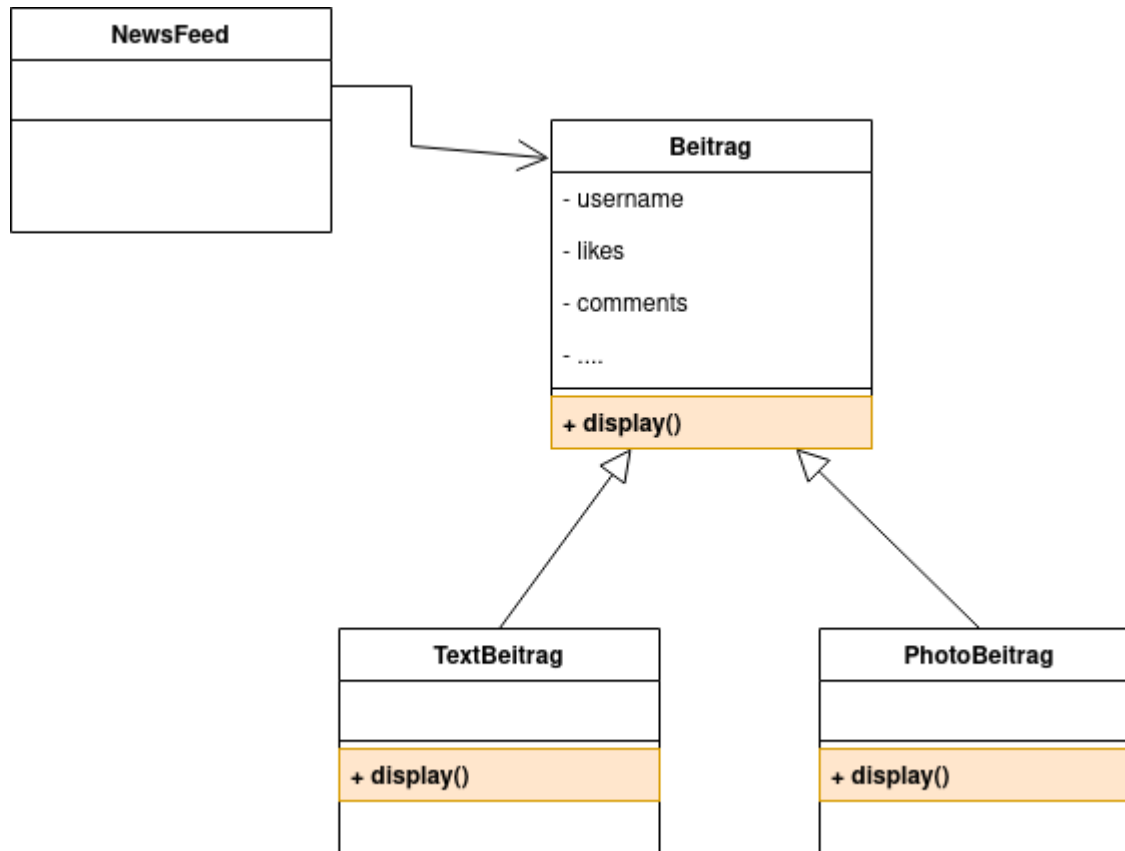 NewsFeed
Beitrag
- username
- likes
- comments
- ....
+ display()
TextBeitrag
+ display()
PhotoBeitrag
+ display()